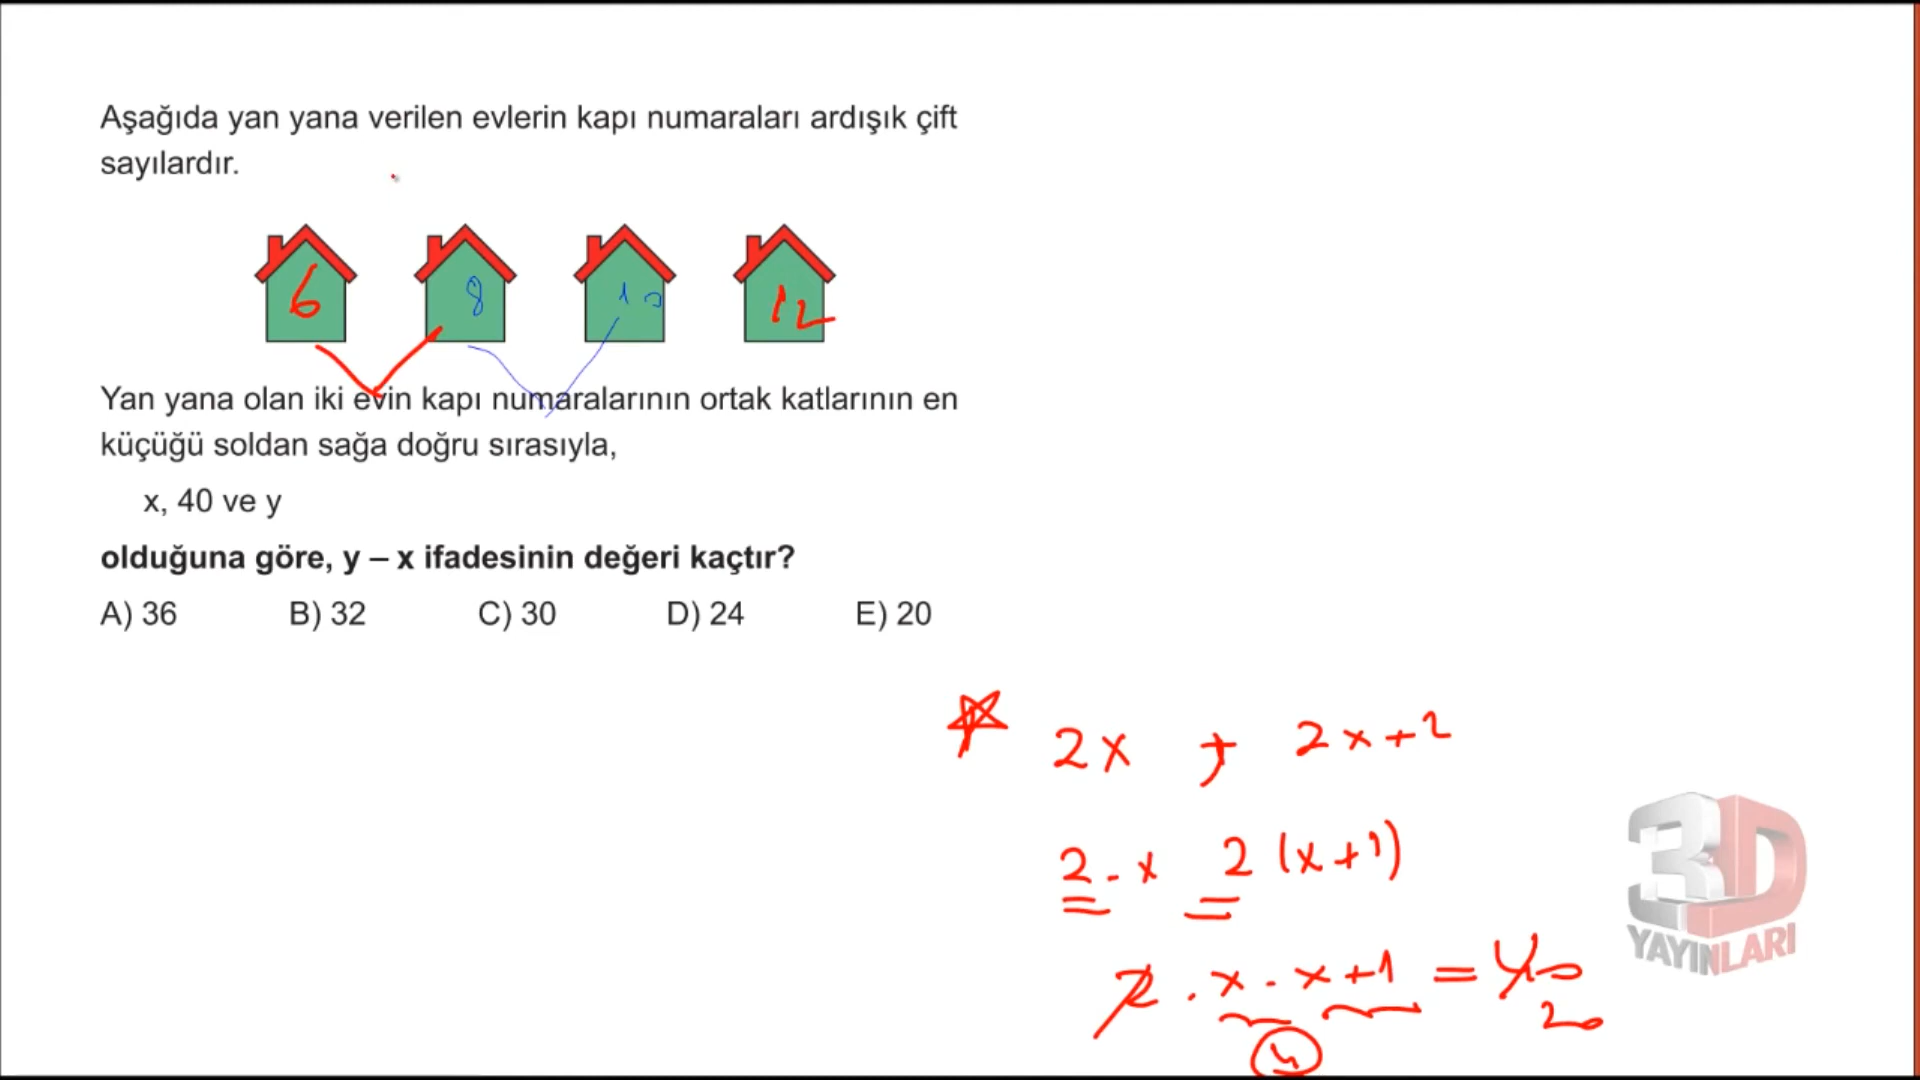 Aşağıda yan yana verilen evlerin kapı numaraları ardışık çift
sayılardır.
6 8 10 12
Yan yana olan iki evin kapı numaralarının ortak katlarının en
küçüğü soldan sağa doğru sırasıyla,
x, 40 ve y
olduğuna göre, y – x ifadesinin değeri kaçtır?
A) 36 B) 32 C) 30 D) 24 E) 20
2x , 2x+2
2.x 2(x+1)
2.x.x+1 = 40
20
4
3D
YAYINLARI